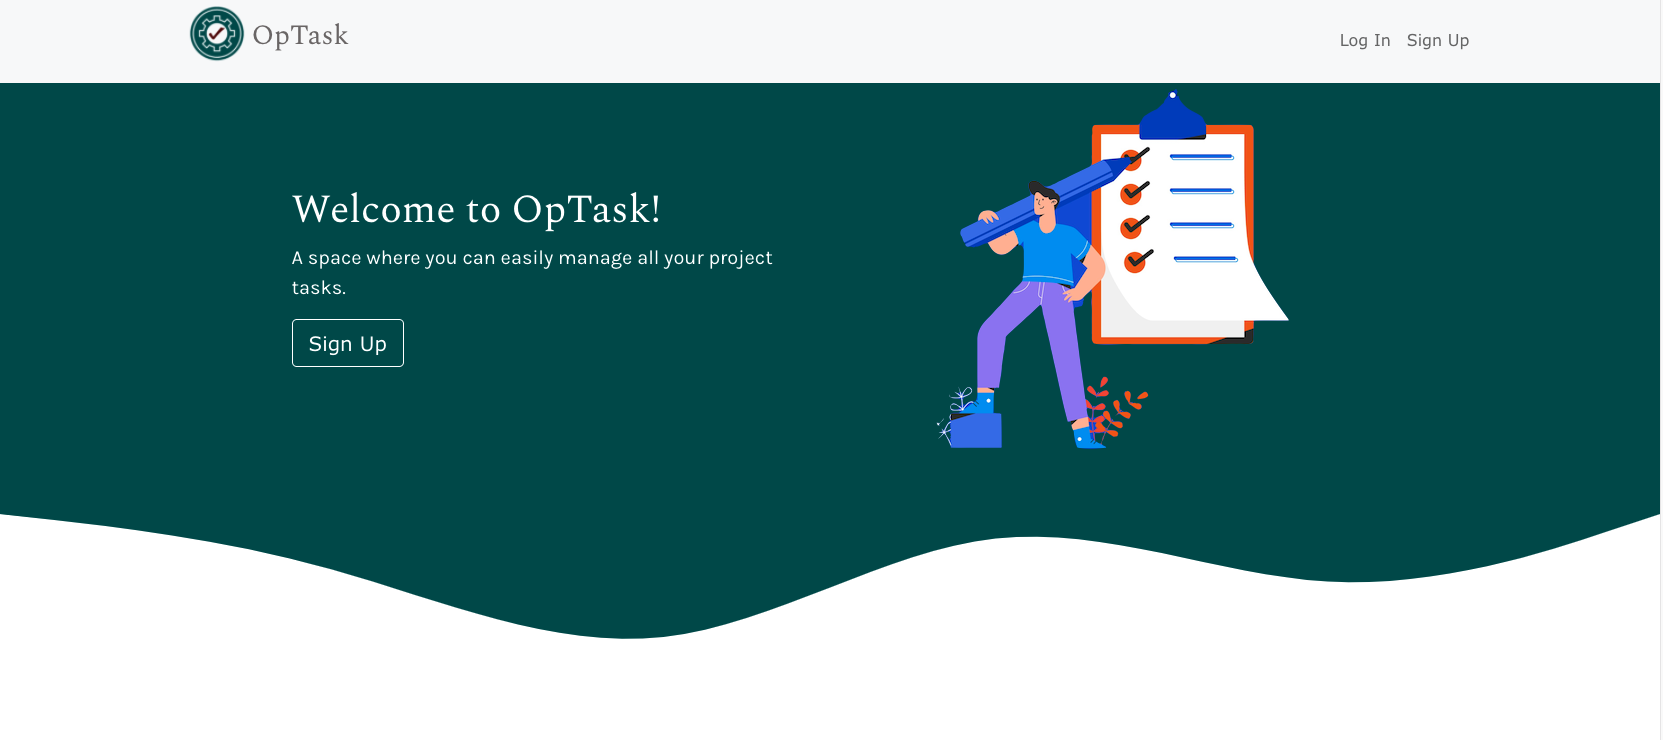 OpTask
Log In Sign Up
Welcome to OpTask!
A space where you can easily manage all your project
tasks.
Sign Up